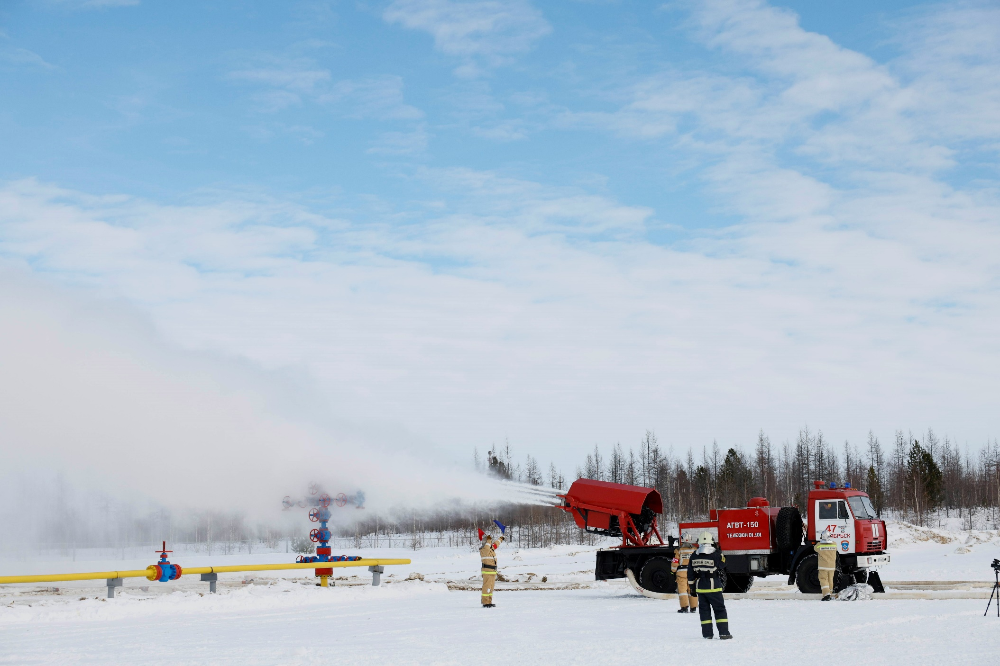 АГВТ-150
ТЕЛЕФОН 01.101
47
ЯБРЬСК
ПОЖАРНАЯ ОХРАНА